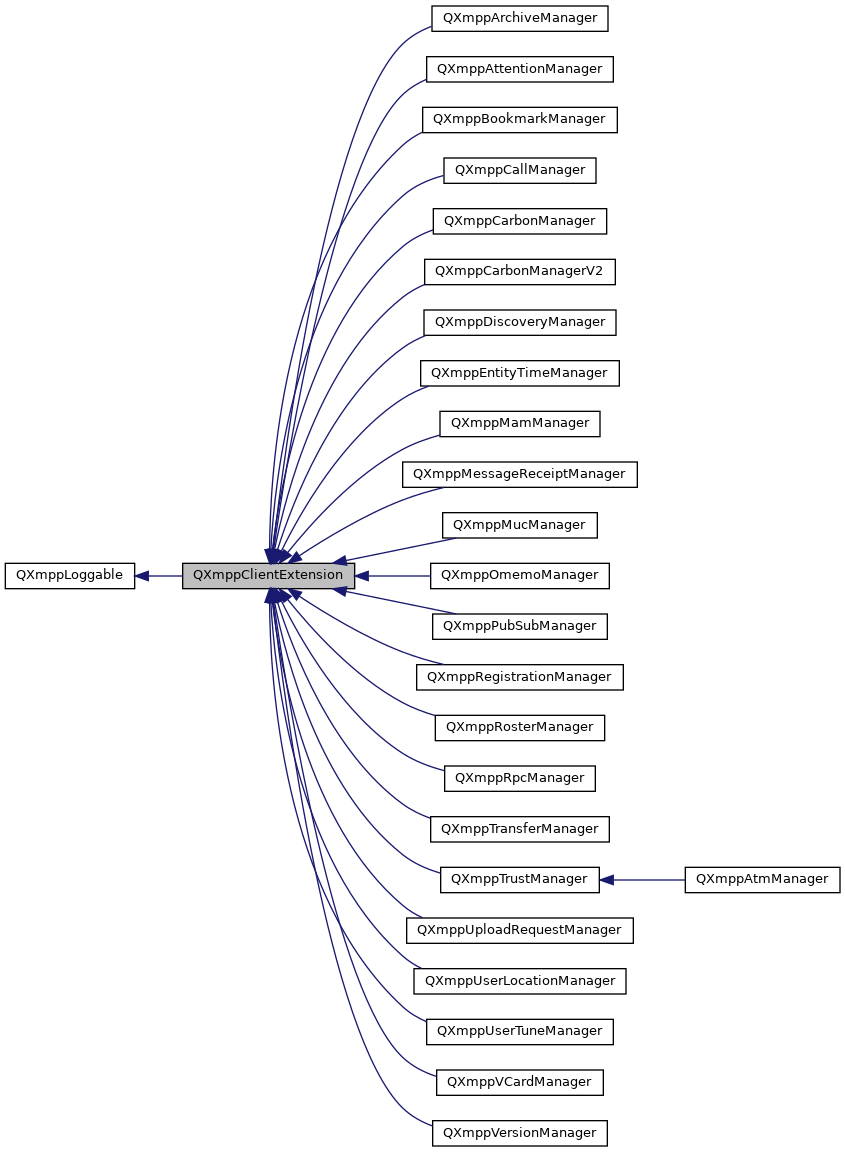 QXmppArchiveManager
QXmppAttentionManager
QXmppBookmarkManager
QXmppCallManager
QXmppCarbonManager
QXmppCarbonManagerV2
QXmppDiscoveryManager
QXmppEntityTimeManager
QXmppMamManager
QXmppMessageReceiptManager
QXmppMucManager
QXmppLoggable
QXmppClientExtension
QXmppOmemoManager
QXmppPubSubManager
QXmppRegistrationManager
QXmppRosterManager
QXmppRpcManager
QXmppTransferManager
QXmppTrustManager
QXmppAtmManager
QXmppUploadRequestManager
QXmppUserLocationManager
QXmppUserTuneManager
QXmppVCardManager
QXmppVersionManager